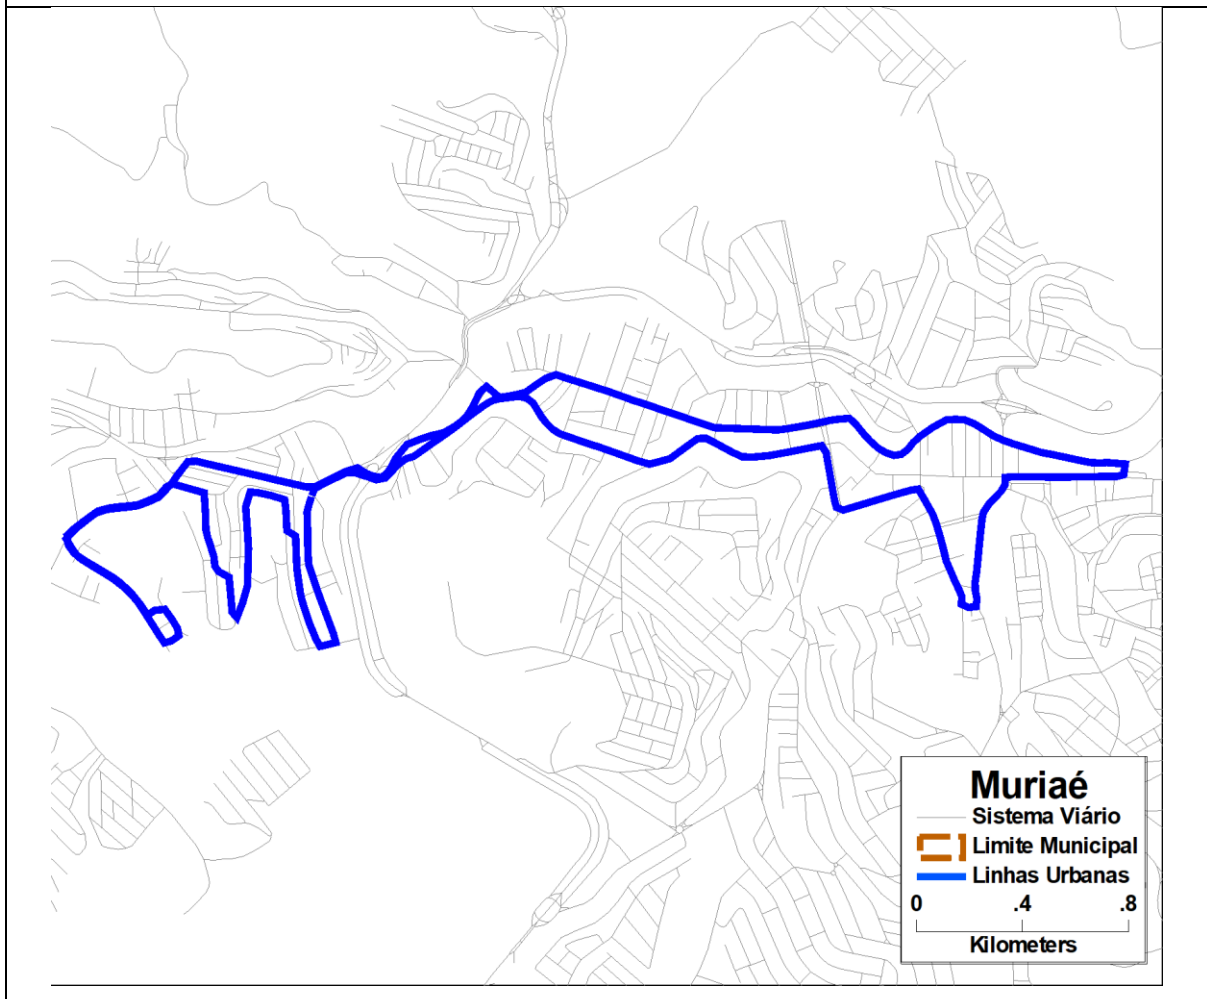 Muriaé
Sistema Viário
Limite Municipal
Linhas Urbanas
0 .4 .8
Kilometers